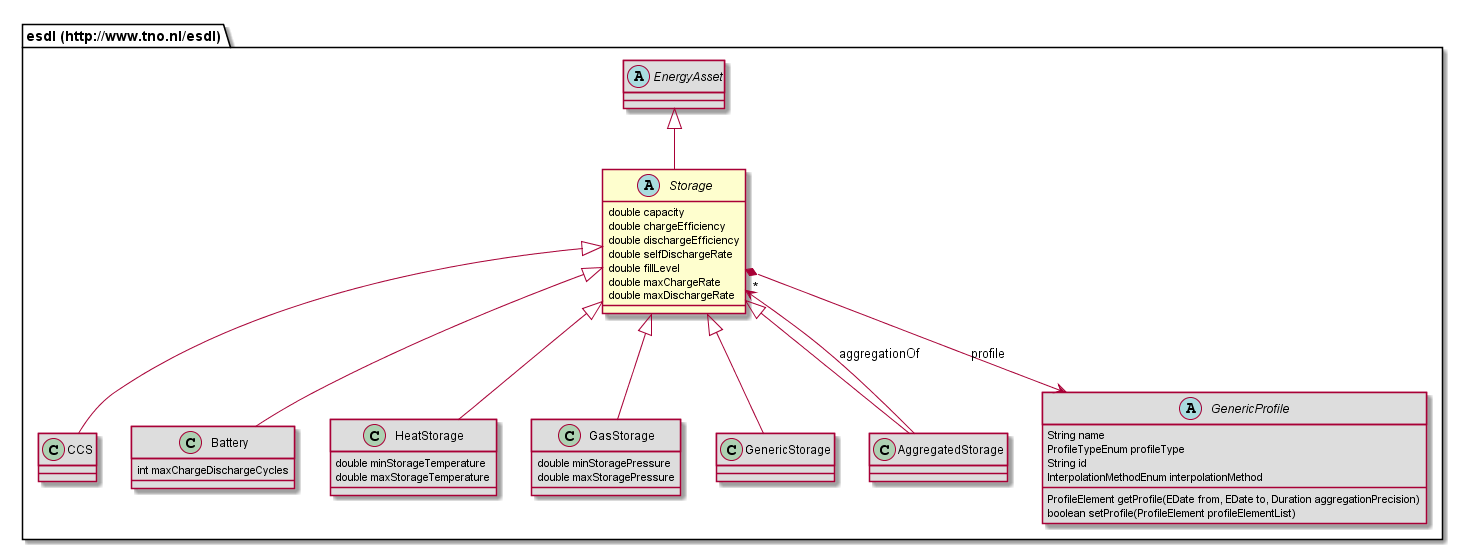 esdl (http://www.tno.nl/esdl)
A EnergyAsset
A Storage
double capacity
double chargeEfficiency
double dischargeEfficiency
double selfDischargeRate
double fillLevel
double maxChargeRate
double maxDischargeRate
*
aggregationOf
profile
C CCS
C Battery
int maxChargeDischargeCycles
C HeatStorage
double minStorageTemperature
double maxStorageTemperature
C GasStorage
double minStoragePressure
double maxStoragePressure
C GenericStorage
C AggregatedStorage
A GenericProfile
String name
ProfileTypeEnum profileType
String id
InterpolationMethodEnum interpolationMethod
ProfileElement getProfile(EDate from, EDate to, Duration aggregationPrecision)
boolean setProfile(ProfileElement profileElementList)